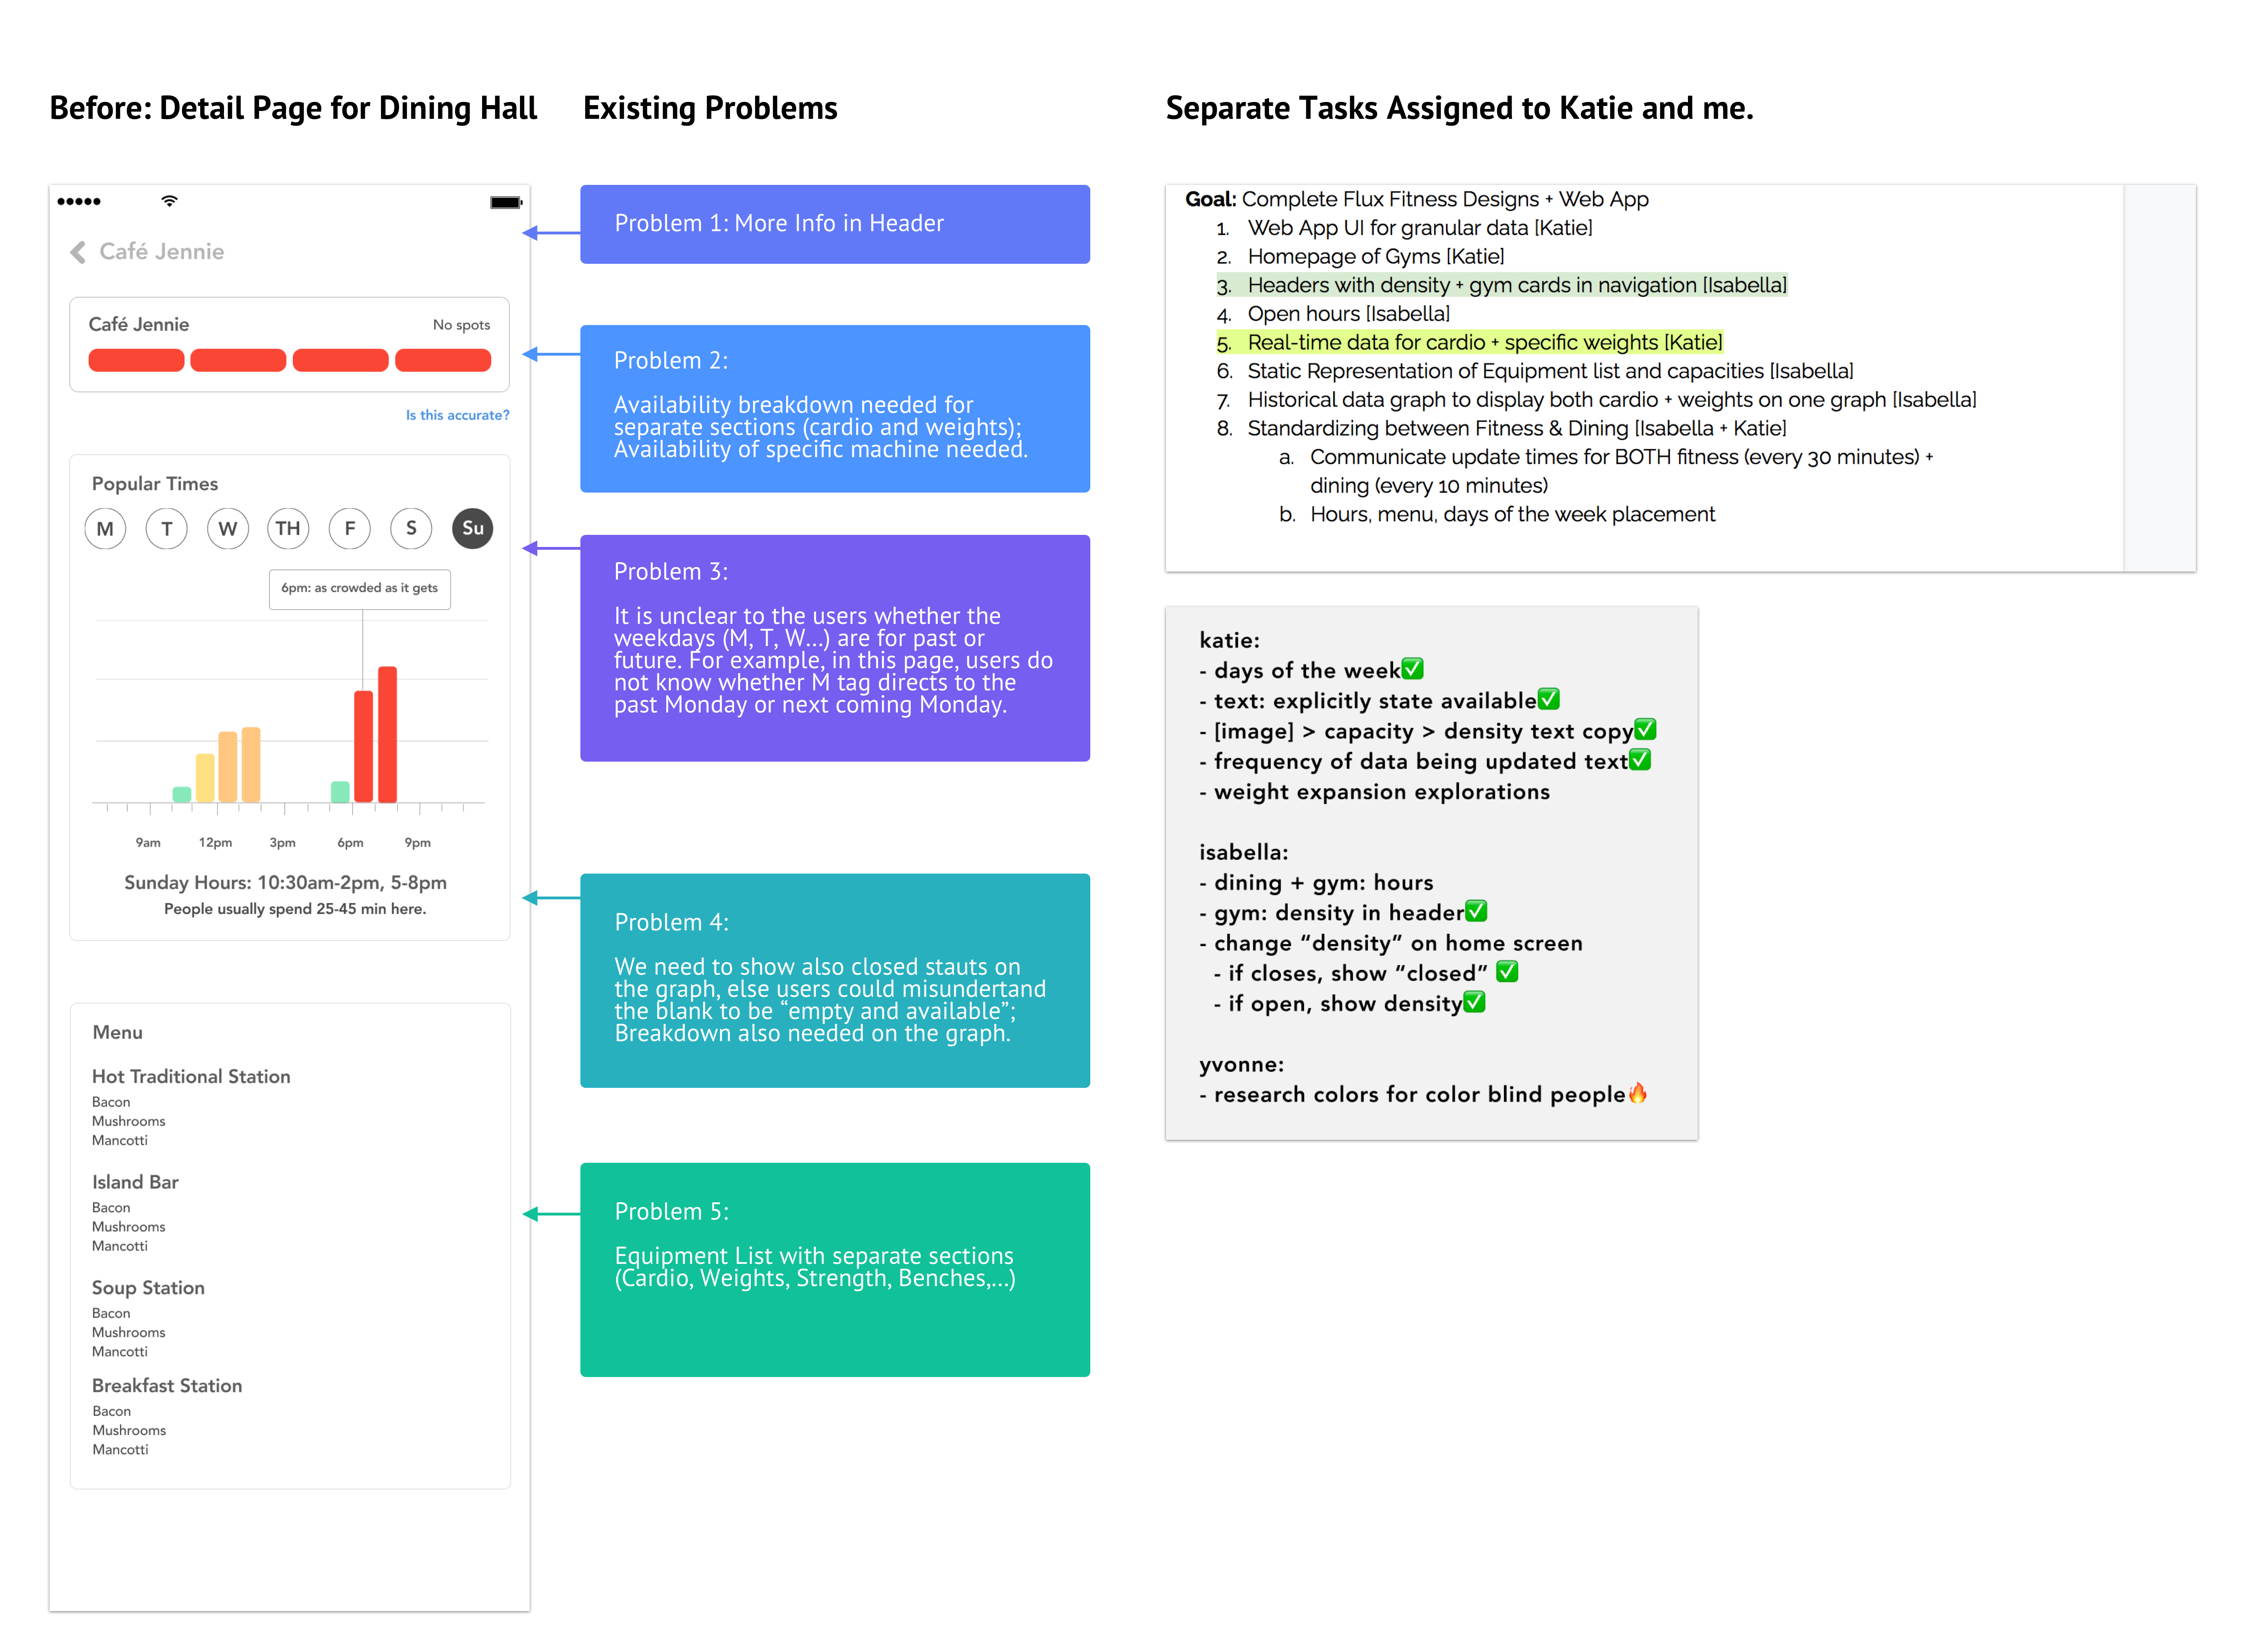 Before: Detail Page for Dining Hall
Café Jennie
Café Jennie
No spots
Is this accurate?
Popular Times
M T W TH F S Su
6pm: as crowded as it gets
9am 12pm 3pm 6pm 9pm
Sunday Hours: 10:30am-2pm, 5-8pm
People usually spend 25-45 min here.
Menu
Hot Traditional Station
Bacon
Mushrooms
Mancotti
Island Bar
Bacon
Mushrooms
Mancotti
Soup Station
Bacon
Mushrooms
Mancotti
Breakfast Station
Bacon
Mushrooms
Mancotti
Existing Problems
Problem 1: More Info in Header
Problem 2:
Availability breakdown needed for
separate sections (cardio and weights);
Availability of specific machine needed.
Problem 3:
It is unclear to the users whether the
weekdays (M, T, W...) are for past or
future. For example, in this page, users do
not know whether M tag directs to the
past Monday or next coming Monday.
Problem 4:
We need to show also closed stauts on
the graph, else users could misundertand
the blank to be “empty and available”;
Breakdown also needed on the graph.
Problem 5:
Equipment List with separate sections
(Cardio, Weights, Strength, Benches,...)
Separate Tasks Assigned to Katie and me.
Goal: Complete Flux Fitness Designs + Web App
1. Web App UI for granular data [Katie]
2. Homepage of Gyms [Katie]
3. Headers with density + gym cards in navigation [Isabella]
4. Open hours [Isabella]
5. Real-time data for cardio + specific weights [Katie]
6. Static Representation of Equipment list and capacities [Isabella]
7. Historical data graph to display both cardio + weights on one graph [Isabella]
8. Standardizing between Fitness & Dining [Isabella + Katie]
a. Communicate update times for BOTH fitness (every 30 minutes) +
dining (every 10 minutes)
b. Hours, menu, days of the week placement
katie:
- days of the week✅
- text: explicitly state available✅
- [image] > capacity > density text copy✅
- frequency of data being updated text✅
- weight expansion explorations
isabella:
- dining + gym: hours
- gym: density in header✅
- change “density” on home screen
- if closes, show “closed” ✅
- if open, show density✅
yvonne:
- research colors for color blind people🔥